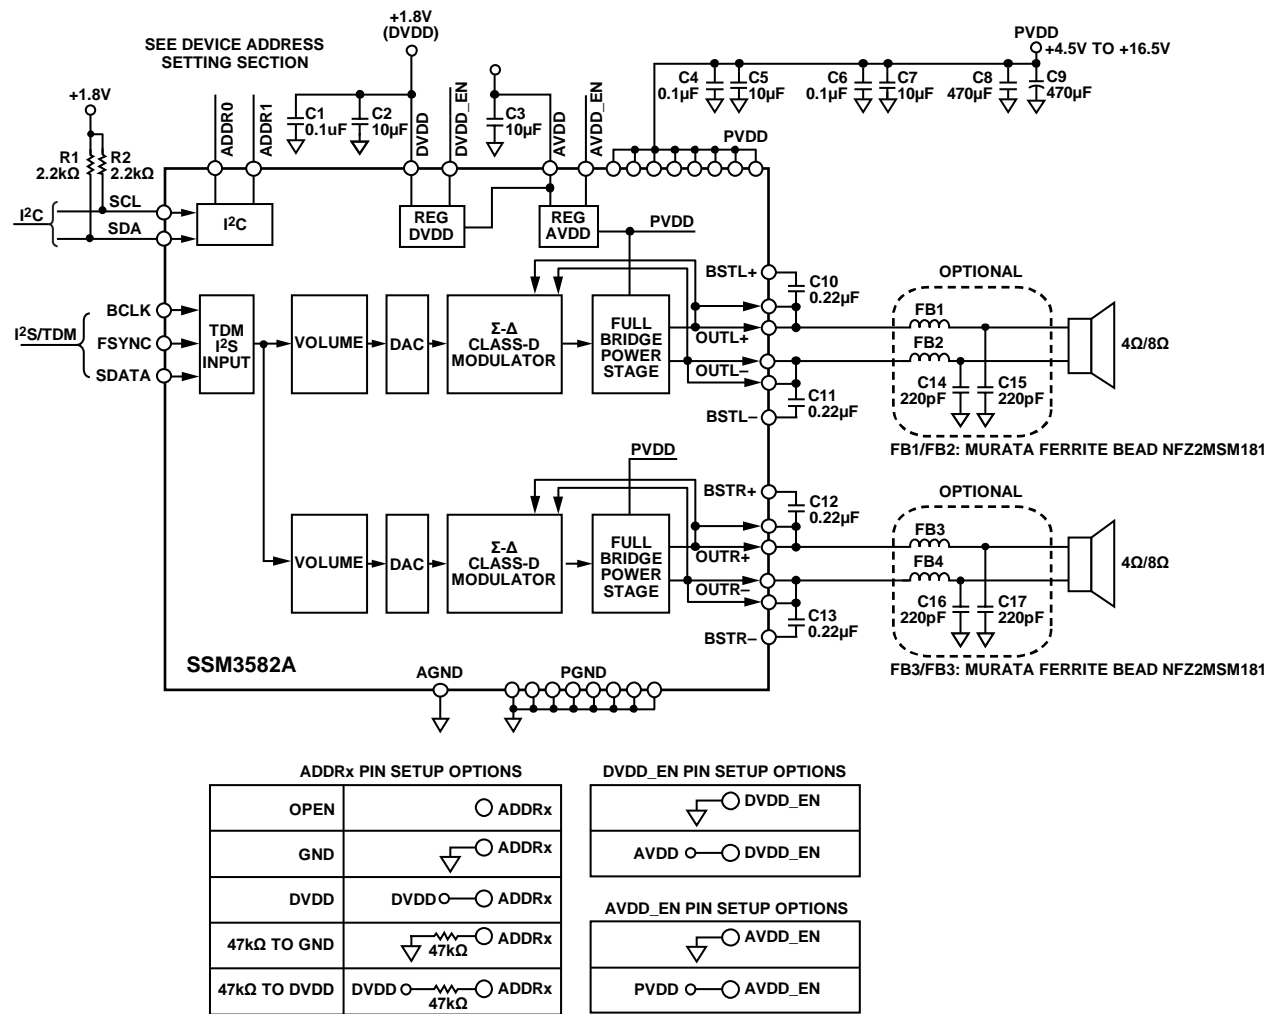 +1.8V
(DVDD)
SEE DEVICE ADDRESS
SETTING SECTION
PVDD
+4.5V TO +16.5V
+1.8V
ADDR0
ADDR1
C1
0.1uF
C2
10µF
DVDD
DVDD_EN
C3
10µF
AVDD
AVDD_EN
C4
0.1µF
C5
10µF
C6
0.1µF
C7
10µF
C8
470µF
C9
470µF
PVDD
R1
2.2kΩ
R2
2.2kΩ
I2C
SCL
SDA
I2C
REG
DVDD
REG
AVDD
PVDD
BSTL+
C10
0.22µF
OPTIONAL
I2S/TDM
BCLK
FSYNC
SDATA
TDM
I2S
INPUT
VOLUME
DAC
Σ-Δ
CLASS-D
MODULATOR
FULL
BRIDGE
POWER
STAGE
OUTL+
OUTL–
FB1
FB2
4Ω/8Ω
C14
220pF
C15
220pF
C11
0.22µF
BSTL–
FB1/FB2: MURATA FERRITE BEAD NFZ2MSM181
PVDD
BSTR+
C12
0.22µF
OPTIONAL
VOLUME
DAC
Σ-Δ
CLASS-D
MODULATOR
FULL
BRIDGE
POWER
STAGE
OUTR+
OUTR–
FB3
FB4
4Ω/8Ω
C16
220pF
C17
220pF
C13
0.22µF
BSTR–
FB3/FB3: MURATA FERRITE BEAD NFZ2MSM181
SSM3582A
AGND
PGND
ADDRx PIN SETUP OPTIONS
OPEN ADDRx
GND ADDRx
DVDD DVDD ADDRx
47kΩ TO GND 47kΩ ADDRx
47kΩ TO DVDD DVDD 47kΩ ADDRx
DVDD_EN PIN SETUP OPTIONS
DVDD_EN
AVDD DVDD_EN
AVDD_EN PIN SETUP OPTIONS
AVDD_EN
PVDD AVDD_EN